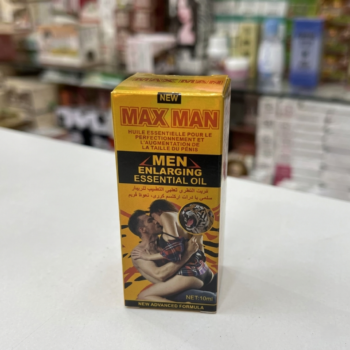 NEW
MAX MAN
HUILE ESSENTIELLE POUR LE
PERFECTIONNEMENT ET
L'AUGMENTATION DE
LA TAILLE DU PENIS
MEN
ENLARGING
ESSENTIAL OIL
NET:10ml
NEW ADVANCED FORMULA